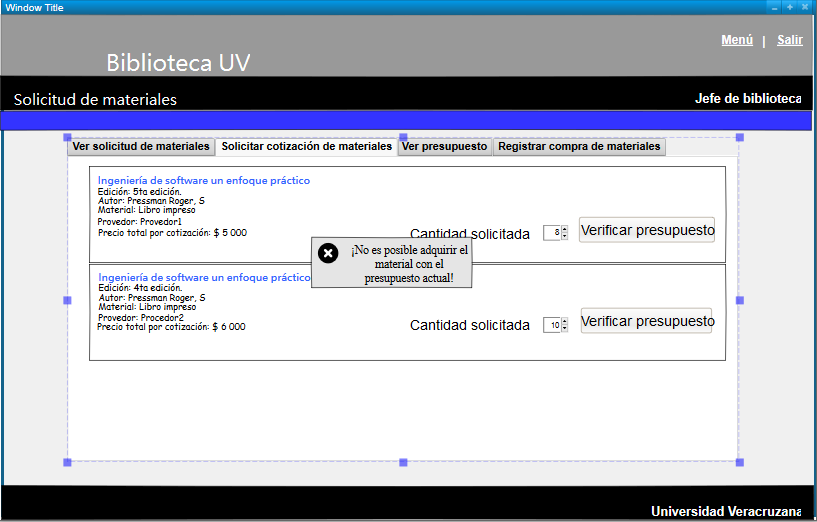 Window Title
Menú | Salir
Biblioteca UV
Solicitud de materiales
Jefe de biblioteca
Ver solicitud de materiales
Solicitar cotización de materiales
Ver presupuesto
Registrar compra de materiales
Ingeniería de software un enfoque práctico
Edición: 5ta edición.
Autor: Pressman Roger, S
Material: Libro impreso
Provedor: Provedor1
Precio total por cotización: $ 5 000
Cantidad solicitada
8
Verificar presupuesto
¡No es posible adquirir el
material con el
presupuesto actual!
Ingeniería de software un enfoque práctico
Edición: 4ta edición.
Autor: Pressman Roger, S
Material: Libro impreso
Provedor: Procedor2
Precio total por cotización: $ 6 000
Cantidad solicitada
10
Verificar presupuesto
Universidad Veracruzana